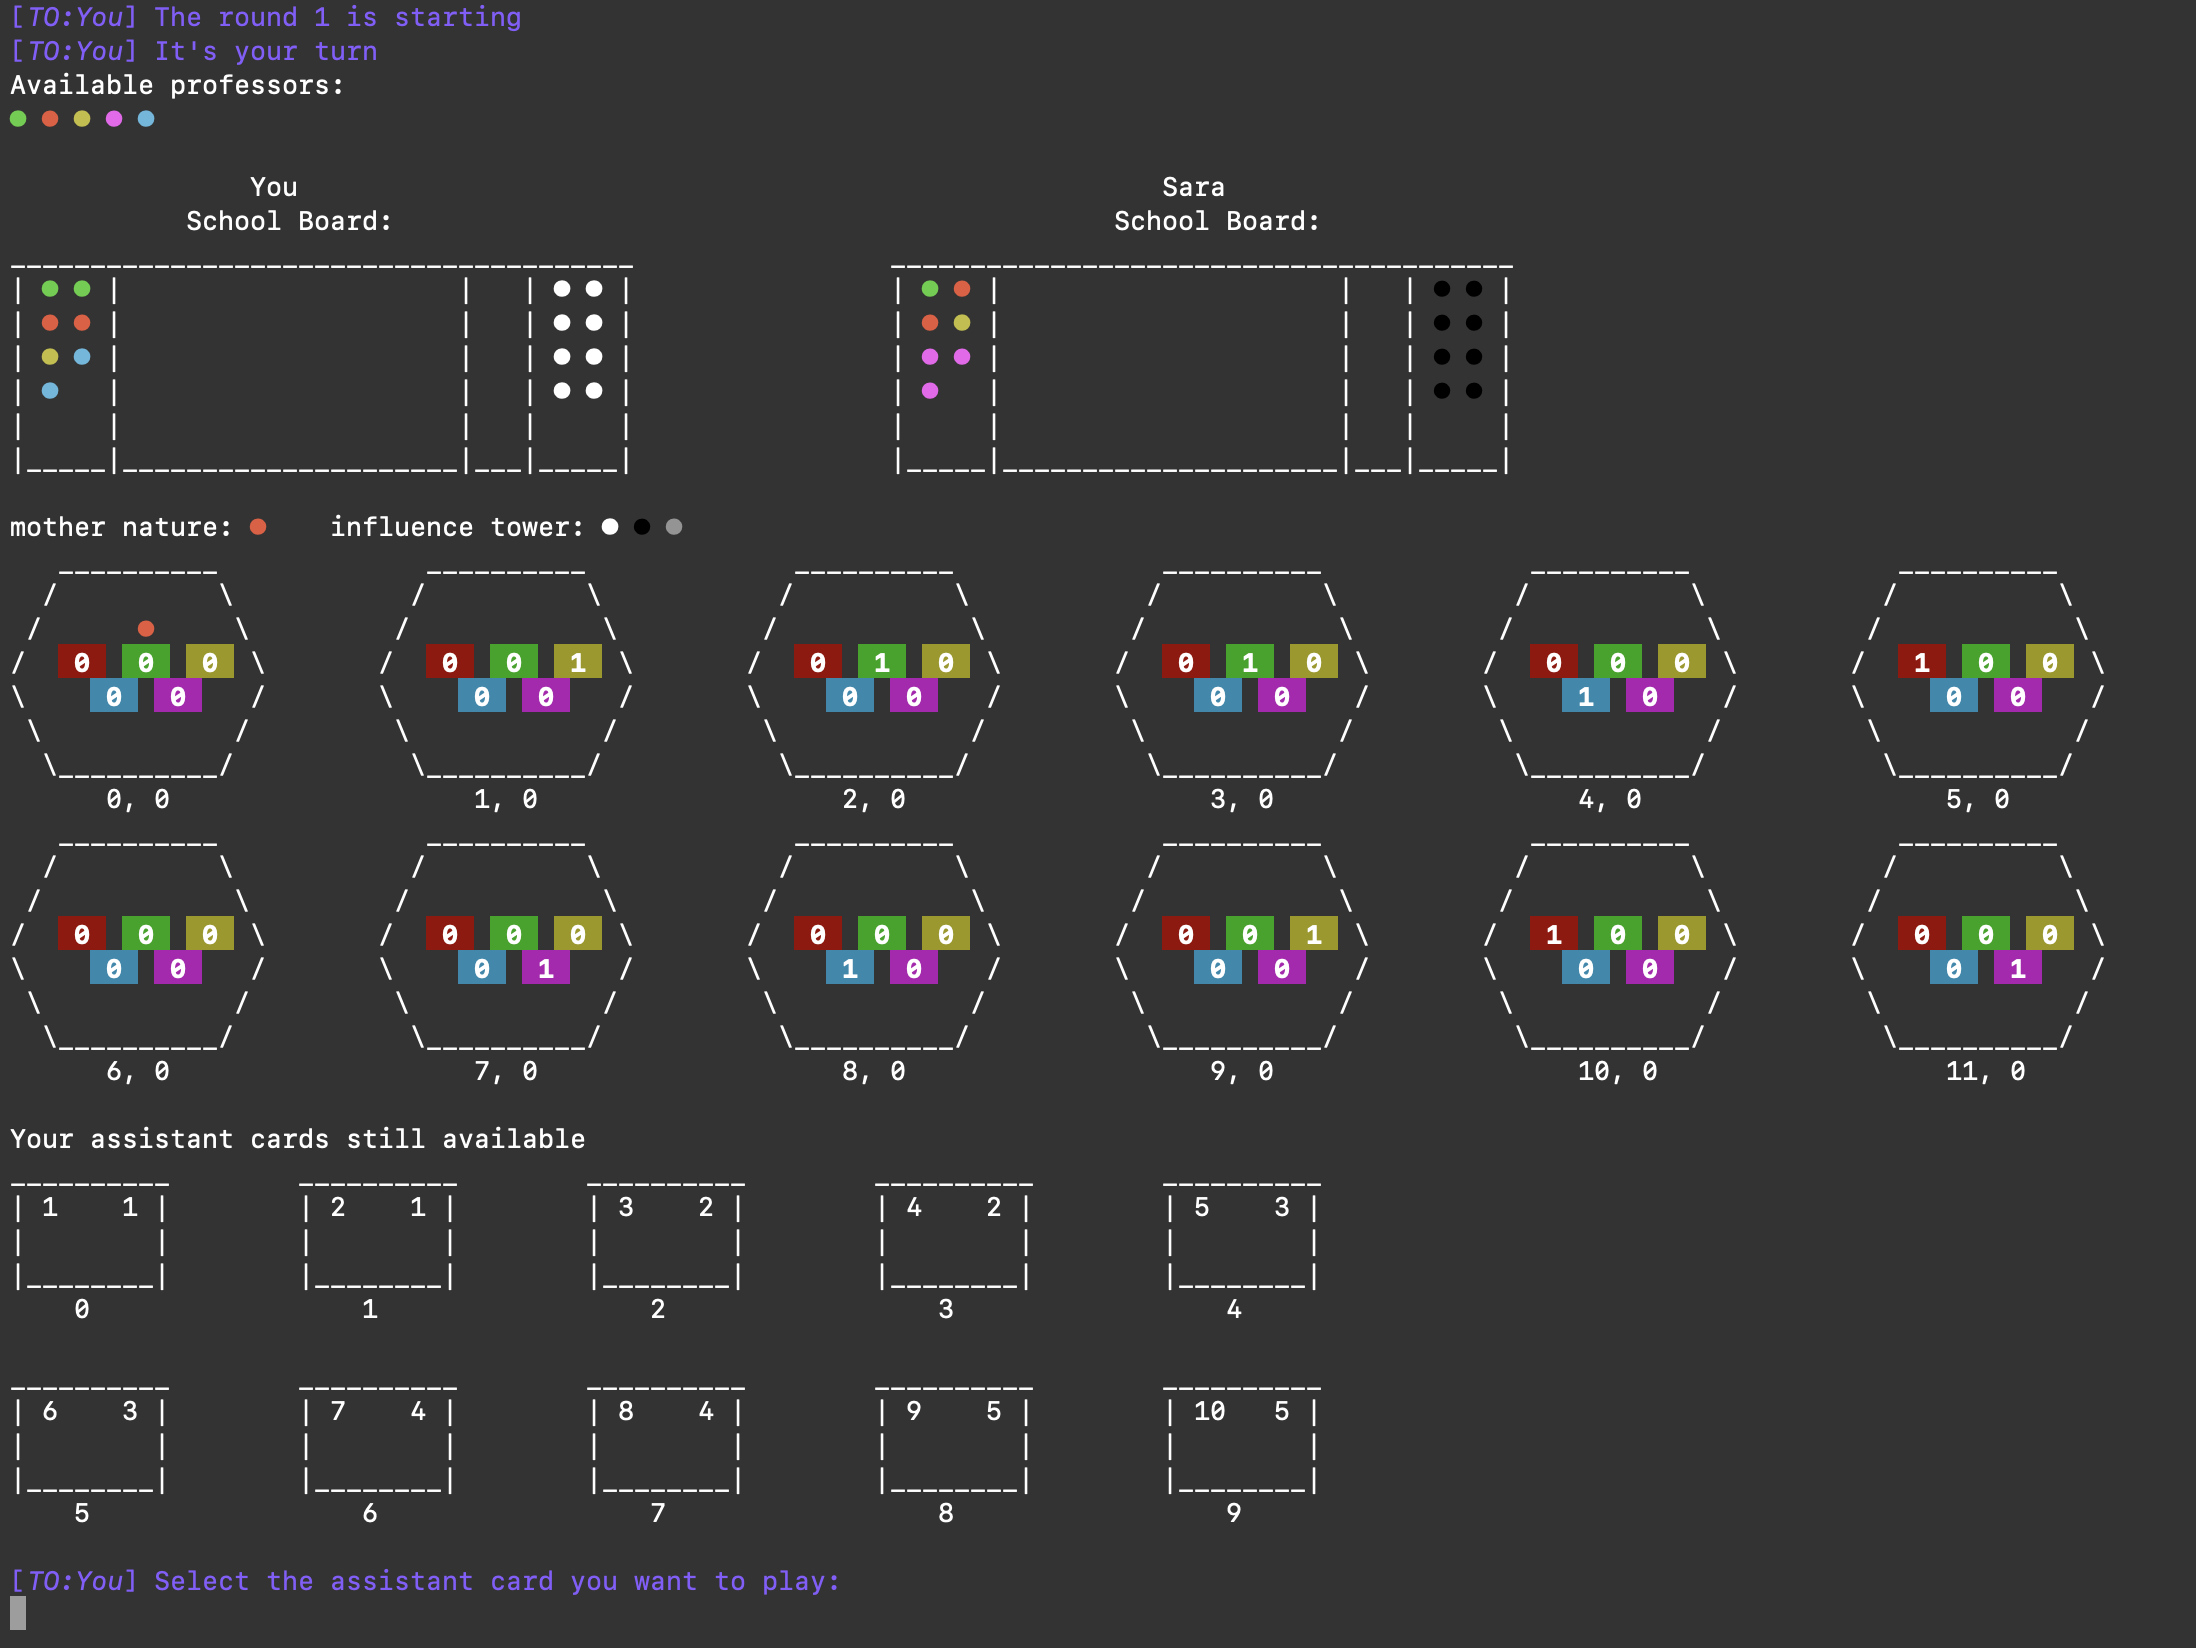 [TO:You] The round 1 is starting
[TO:You] It's your turn
Available professors:
You Sara
School Board: School Board:
mother nature: influence tower:
0 0 0 0 0 1 0 1 0 0 1 0 0 0 0 1 0 0
0 0 0 0 0 0 0 0 1 0 0 0
0, 0 1, 0 2, 0 3, 0 4, 0 5, 0
0 0 0 0 0 0 0 0 0 0 0 1 1 0 0 0 0 0
0 0 0 1 1 0 0 0 0 0 0 1
6, 0 7, 0 8, 0 9, 0 10, 0 11, 0
Your assistant cards still available
1 1 2 1 3 2 4 2 5 3
0 1 2 3 4
6 3 7 4 8 4 9 5 10 5
5 6 7 8 9
[TO:You] Select the assistant card you want to play: